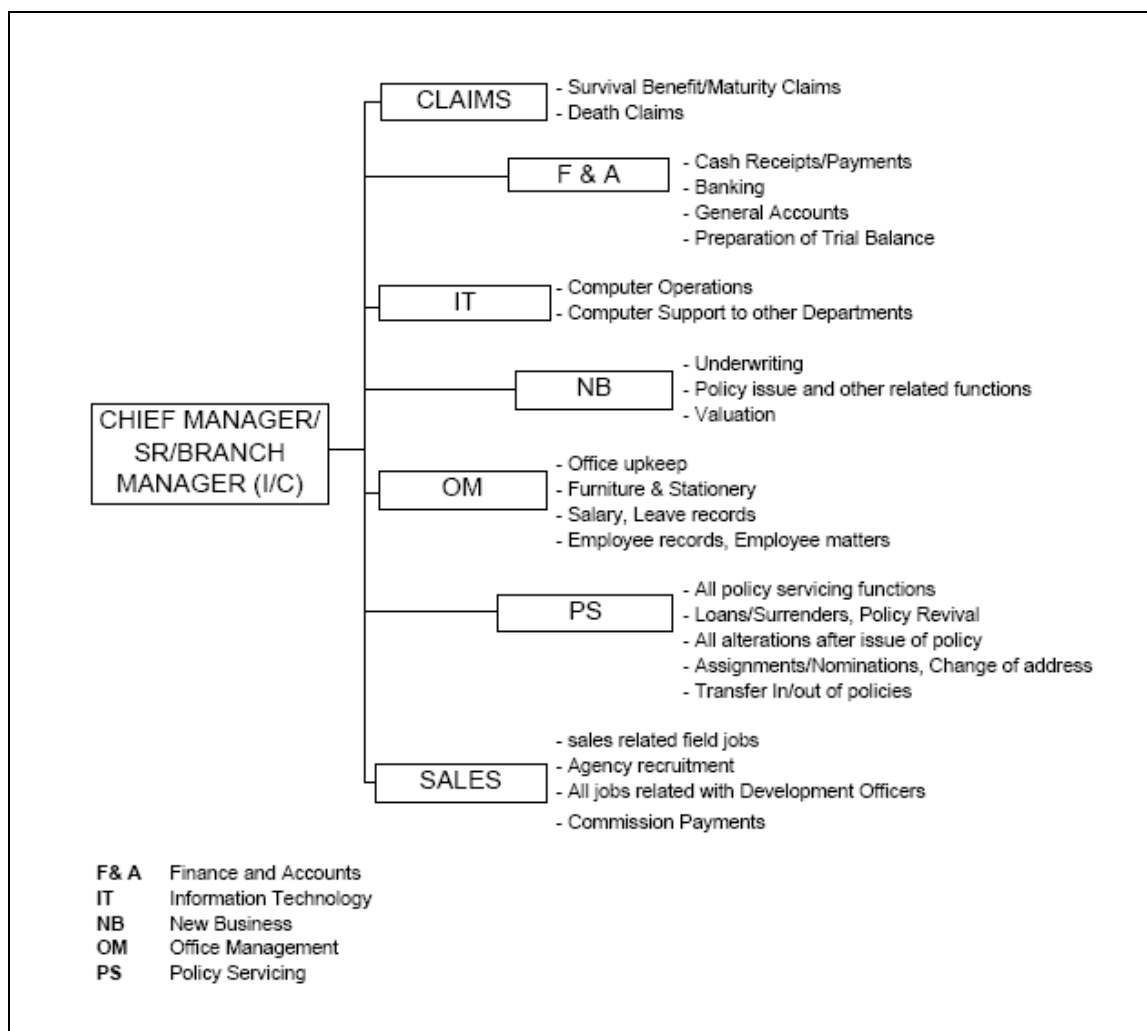 CLAIMS
- Survival Benefit/Maturity Claims
- Death Claims
F & A
- Cash Receipts/Payments
- Banking
- General Accounts
- Preparation of Trial Balance
IT
- Computer Operations
- Computer Support to other Departments
NB
- Underwriting
- Policy issue and other related functions
- Valuation
CHIEF MANAGER/
SR/BRANCH
MANAGER (I/C)
OM
- Office upkeep
- Furniture & Stationery
- Salary, Leave records
- Employee records, Employee matters
PS
- All policy servicing functions
- Loans/Surrenders, Policy Revival
- All alterations after issue of policy
- Assignments/Nominations, Change of address
- Transfer In/out of policies
SALES
- sales related field jobs
- Agency recruitment
- All jobs related with Development Officers
- Commission Payments
F& A Finance and Accounts
IT Information Technology
NB New Business
OM Office Management
PS Policy Servicing